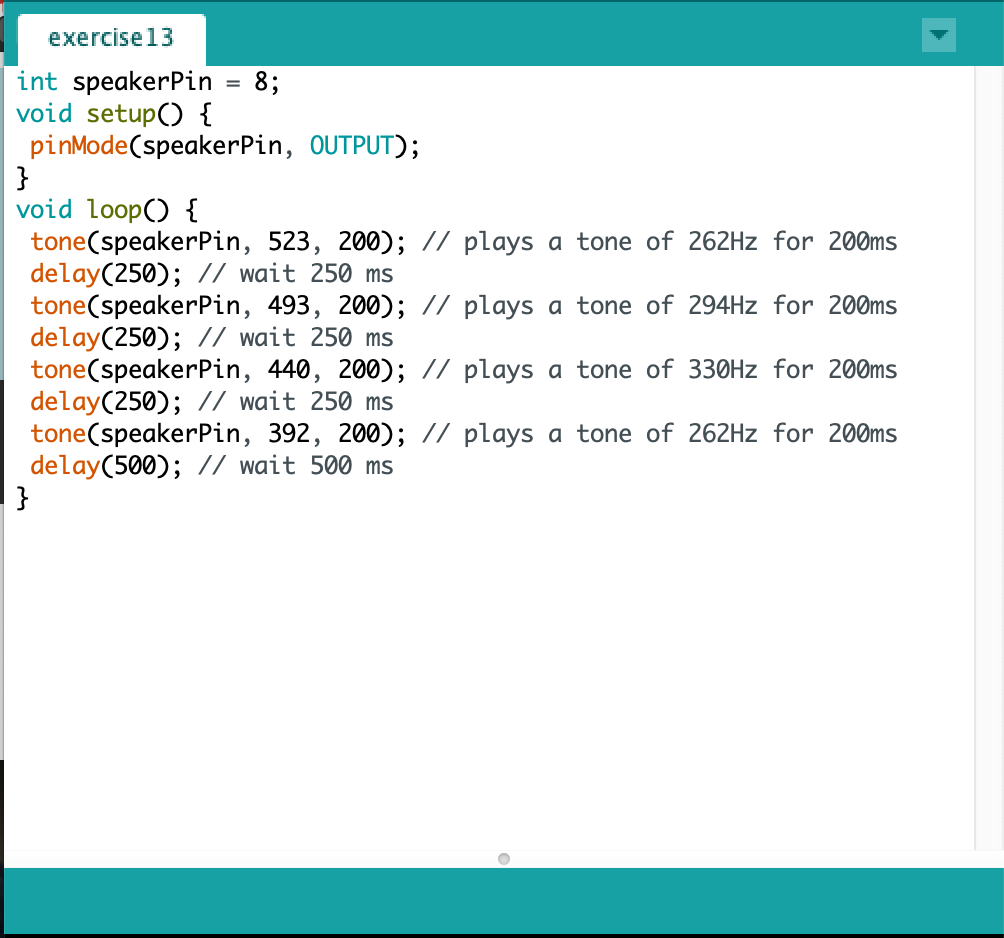 exercise13
int speakerPin = 8;
void setup() {
 pinMode(speakerPin, OUTPUT);
}
void loop() {
 tone(speakerPin, 523, 200); // plays a tone of 262Hz for 200ms
 delay(250); // wait 250 ms
 tone(speakerPin, 493, 200); // plays a tone of 294Hz for 200ms
 delay(250); // wait 250 ms
 tone(speakerPin, 440, 200); // plays a tone of 330Hz for 200ms
 delay(250); // wait 250 ms
 tone(speakerPin, 392, 200); // plays a tone of 262Hz for 200ms
 delay(500); // wait 500 ms
}